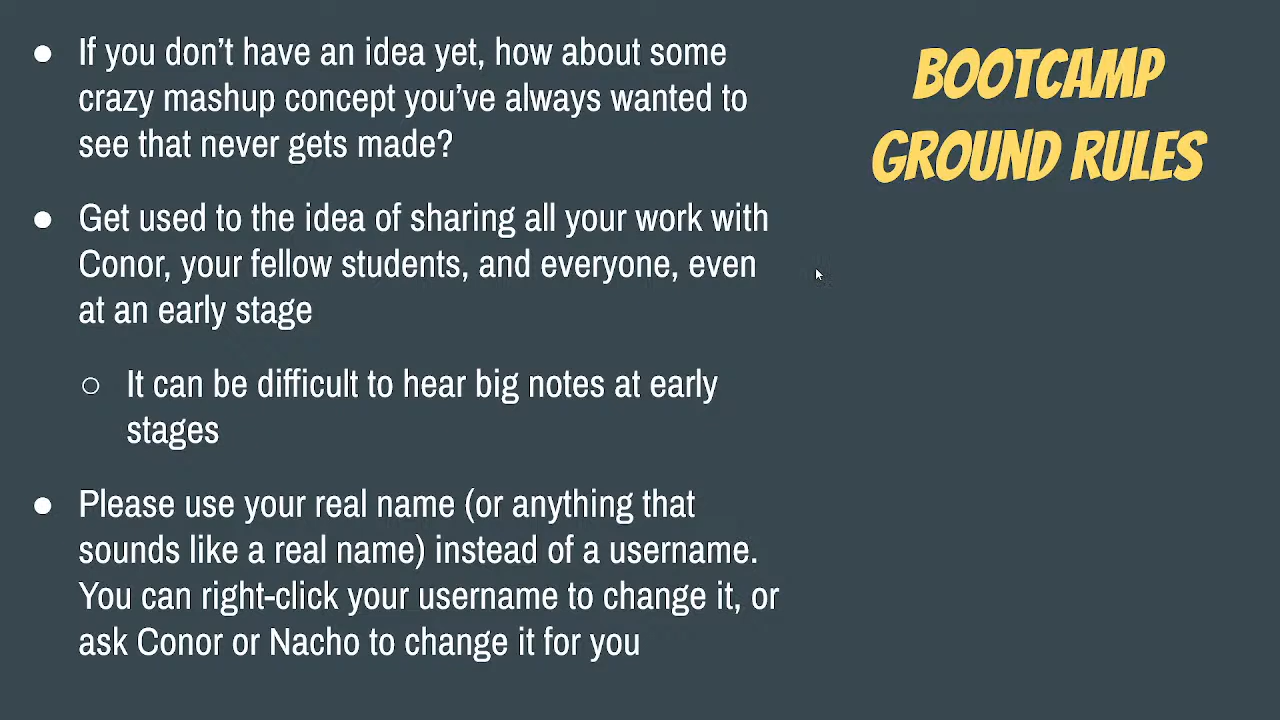 BOOTCAMP
GROUND RULES
● If you don’t have an idea yet, how about some
crazy mashup concept you’ve always wanted to
see that never gets made?
● Get used to the idea of sharing all your work with
Conor, your fellow students, and everyone, even
at an early stage
○ It can be difficult to hear big notes at early
stages
● Please use your real name (or anything that
sounds like a real name) instead of a username.
You can right-click your username to change it, or
ask Conor or Nacho to change it for you